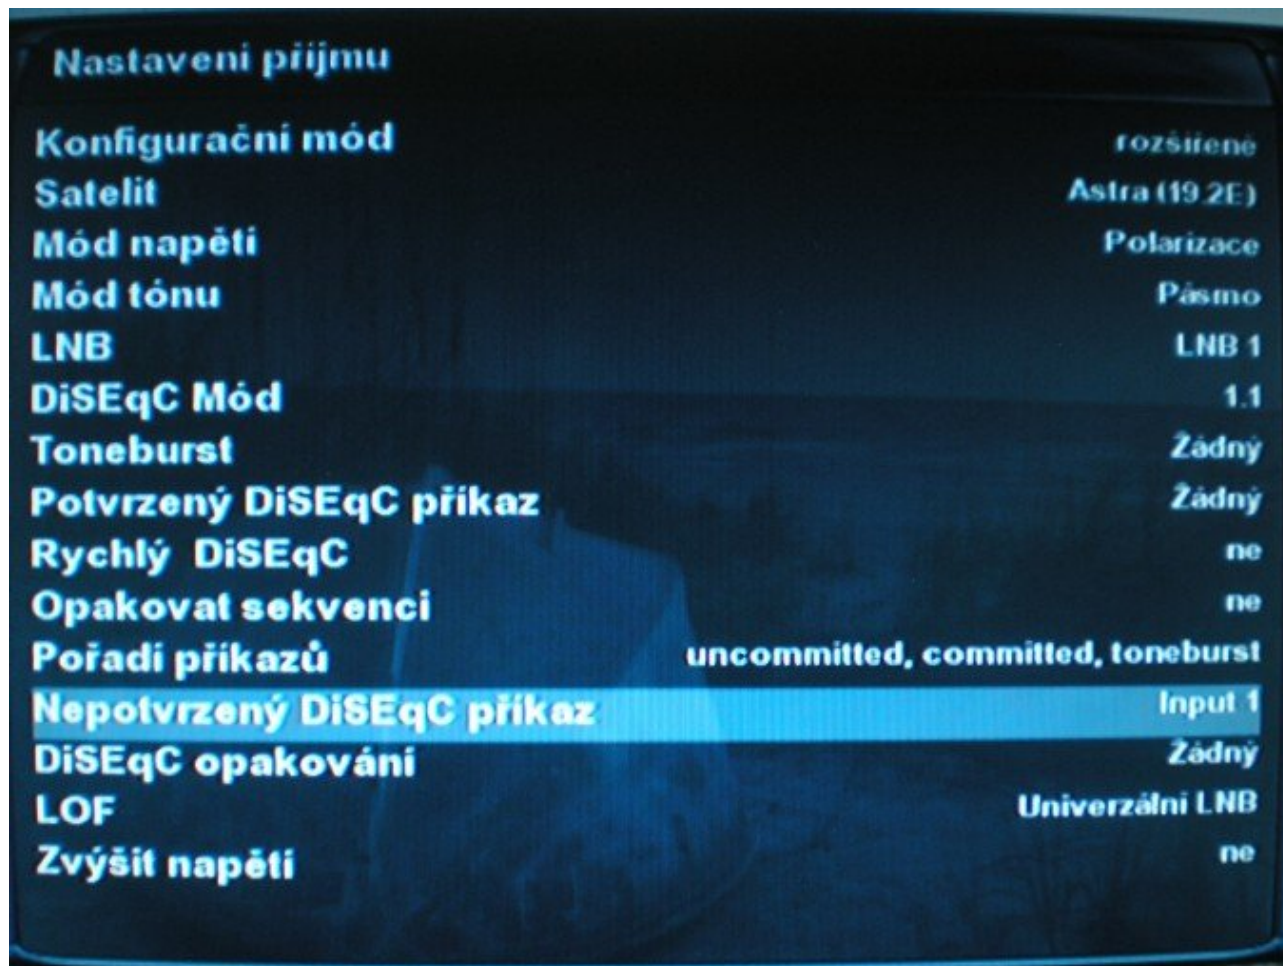 Nastavení příjmu
Konfigurační mód rozšířené
Satelit Astra (19.2E)
Mód napětí Polarizace
Mód tónu Pásmo
LNB LNB 1
DiSEqC Mód 1.1
Toneburst Žádný
Potvrzený DiSEqC příkaz Žádný
Rychlý DiSEqC ne
Opakovat sekvenci ne
Pořadí příkazů uncommitted, committed, toneburst
Nepotvrzený DiSEqC příkaz Input 1
DiSEqC opakování Žádný
LOF Univerzální LNB
Zvýšit napětí ne